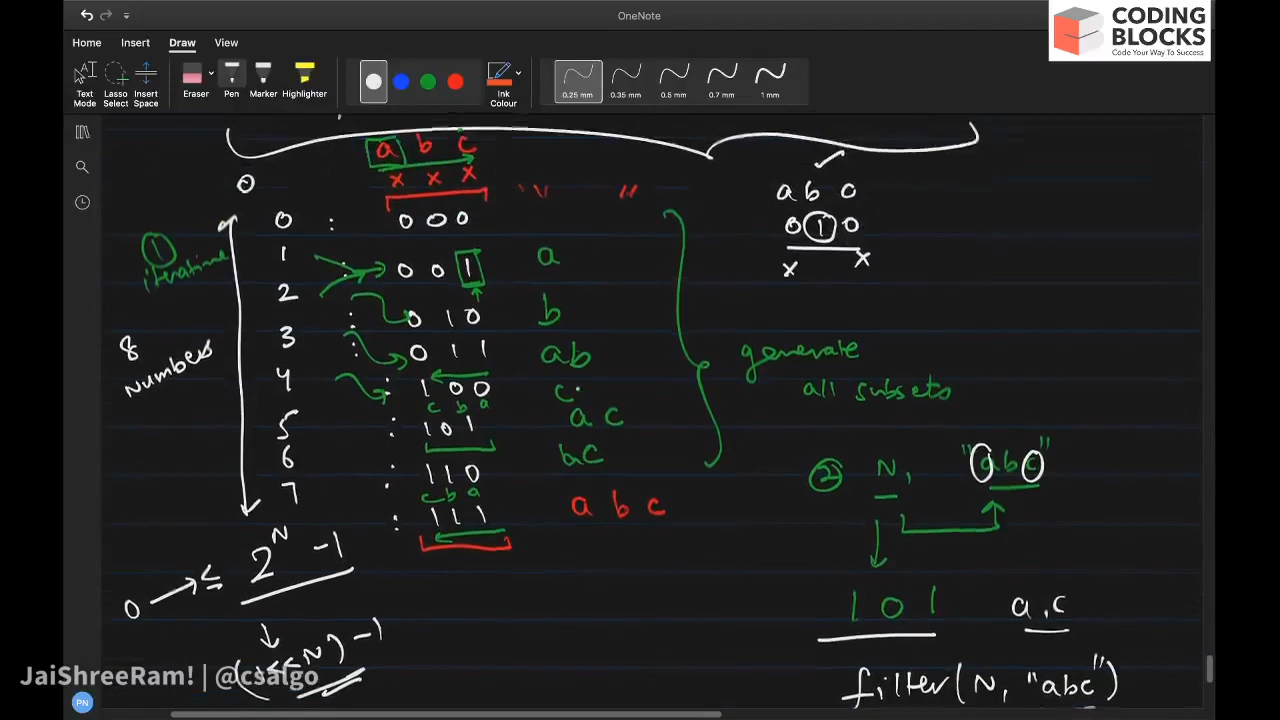 OneNote
CODING
BLOCKS
Code Your Way To Success
Home Insert Draw View
Text Mode
Lasso Select
Insert Space
Eraser
Pen
Marker
Highlighter
Ink Colour
0.25 mm
0.35 mm
0.5 mm
0.7 mm
1 mm
a b c
x x x
0
" "
0 : 0 0 0
1 : 0 0 1 a
2 : 0 1 0 b
3 : 0 1 1 ab
4 : 1 0 0 c
c b a
5 : 1 0 1 a c
6 : 1 1 0 bc
c b a
7 : 1 1 1 a b c
1
8
Numbers
2^N - 1
0 ≤
(1 << N) - 1
a b 0
0 1 0
x x
generate
all subsets
2 N, "abc"
1 0 1 a,c
filter(N, "abc")
JaiShreeRam! | @csalgo
PN